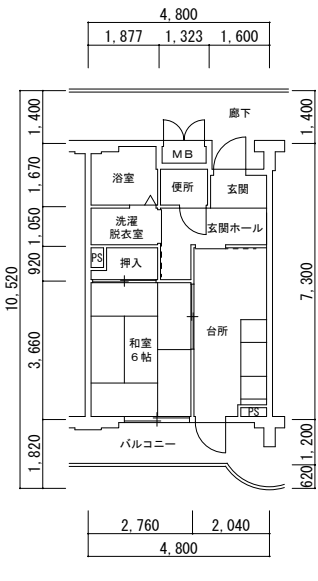 4,800
1,877
1,323
1,600
廊下
1,400
1,400
MB
浴室
便所
玄関
1,670
洗濯
脱衣室
玄関ホール
1,050
PS
押入
920
10,520
7,300
和室
6帖
台所
3,660
PS
バルコニー
1,820
1,200
620
2,760
2,040
4,800